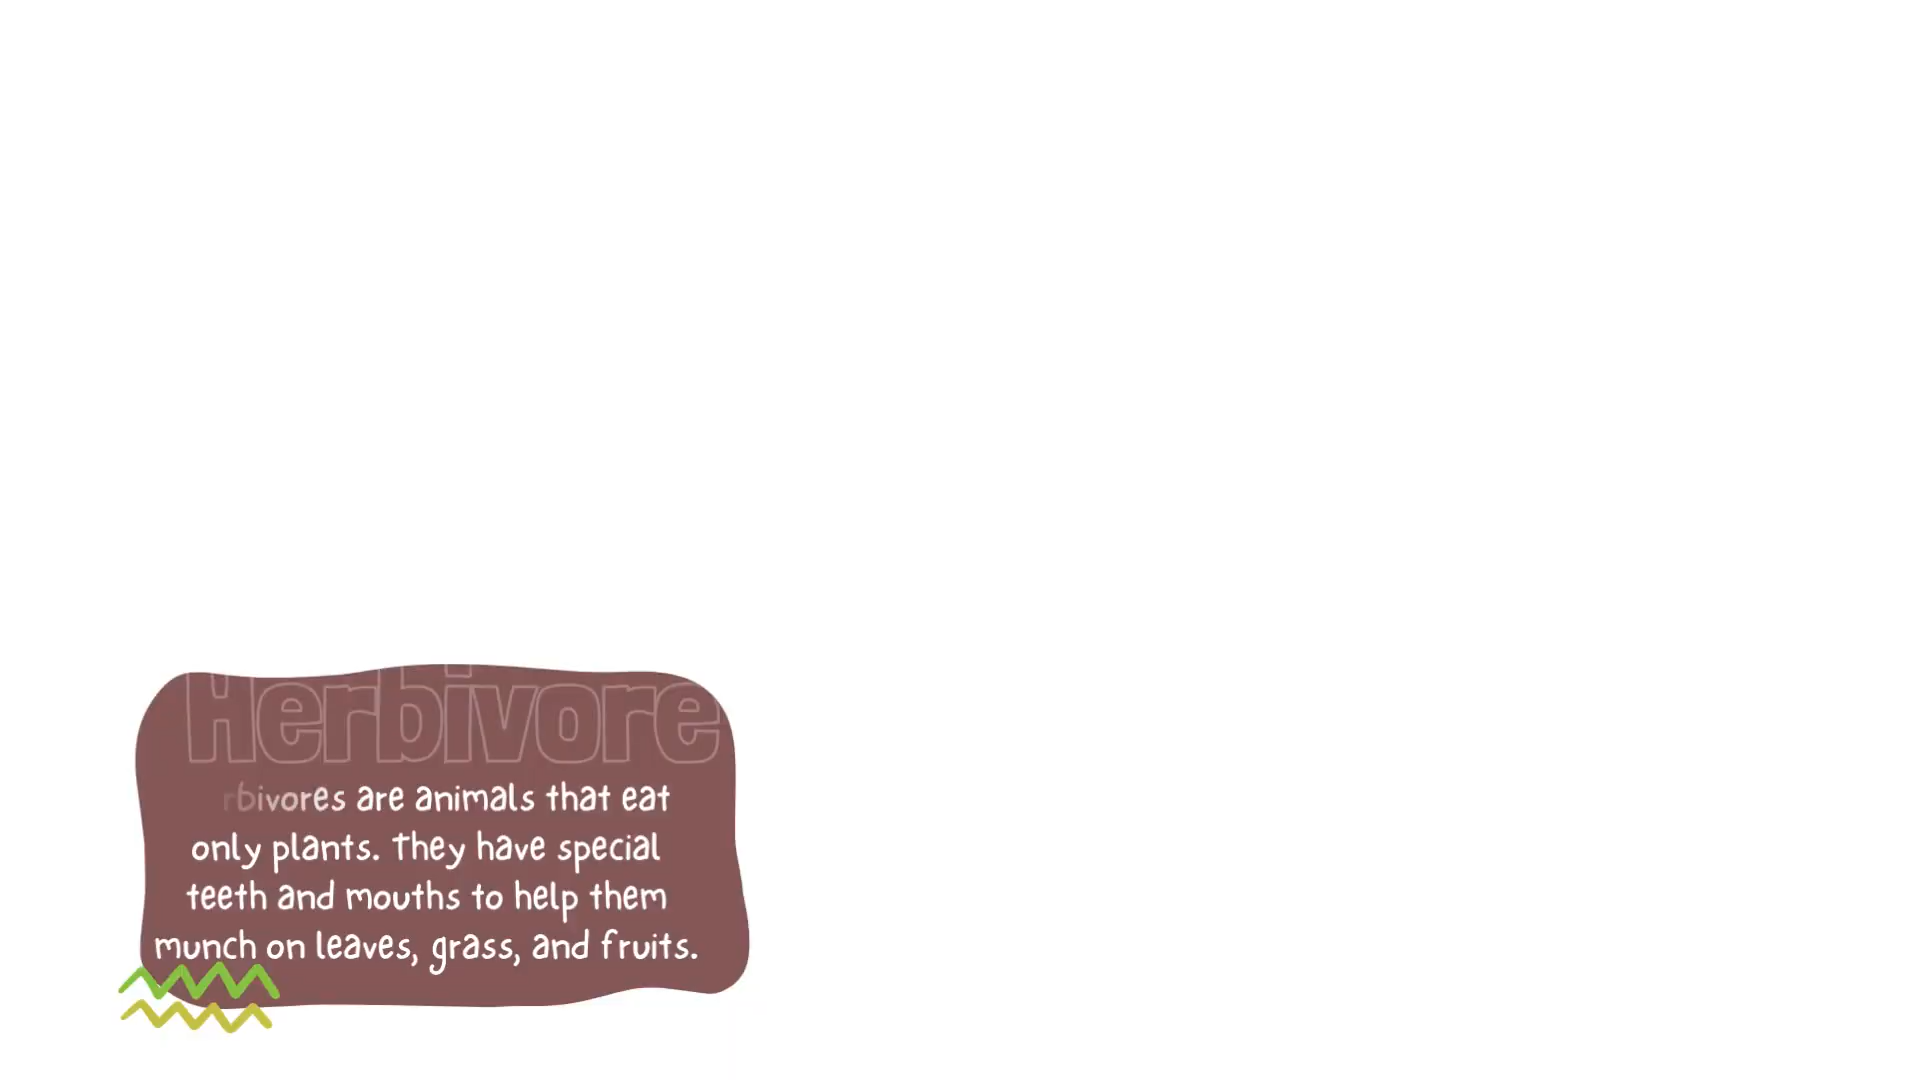 Herbivore
rbivores are animals that eat
only plants. They have special
teeth and mouths to help them
munch on leaves, grass, and fruits.